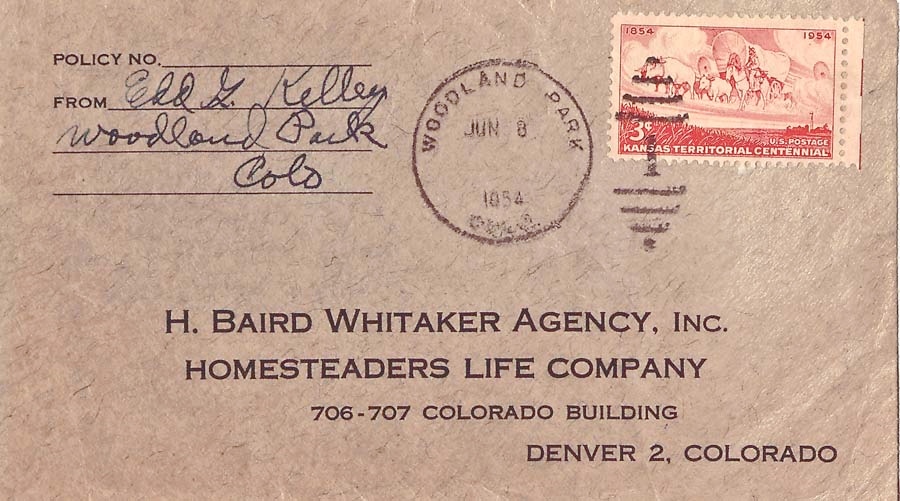 POLICY NO.
FROM Edd G. Kelley
Woodland Park
Colo
WOODLAND PARK
JUN 8
1954
COLO.
1854 1954
3¢
U.S. POSTAGE
KANSAS TERRITORIAL CENTENNIAL
H. BAIRD WHITAKER AGENCY, INC.
HOMESTEADERS LIFE COMPANY
706-707 COLORADO BUILDING
DENVER 2, COLORADO